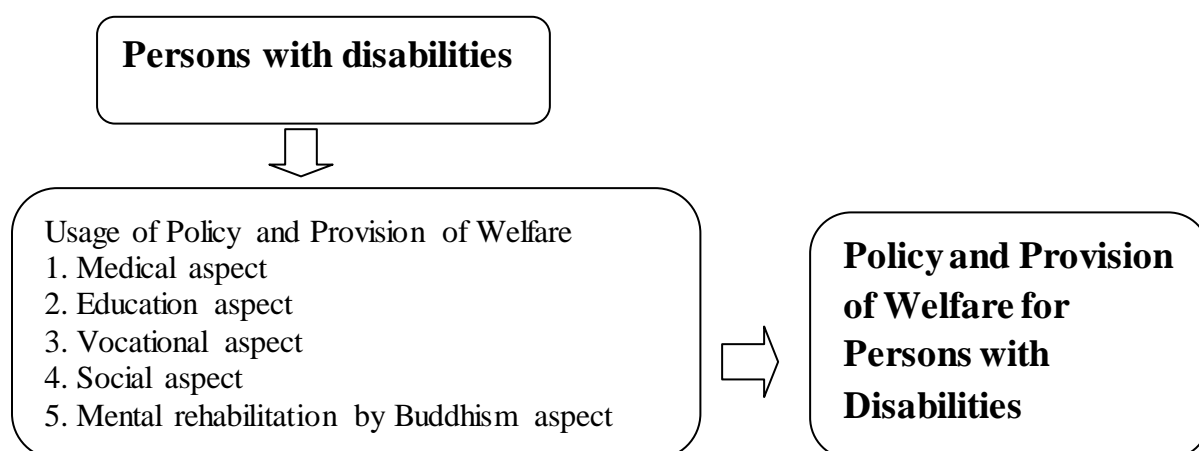 Persons with disabilities
Usage of Policy and Provision of Welfare
1. Medical aspect
2. Education aspect
3. Vocational aspect
4. Social aspect
5. Mental rehabilitation by Buddhism aspect
Policy and Provision
of Welfare for
Persons with
Disabilities